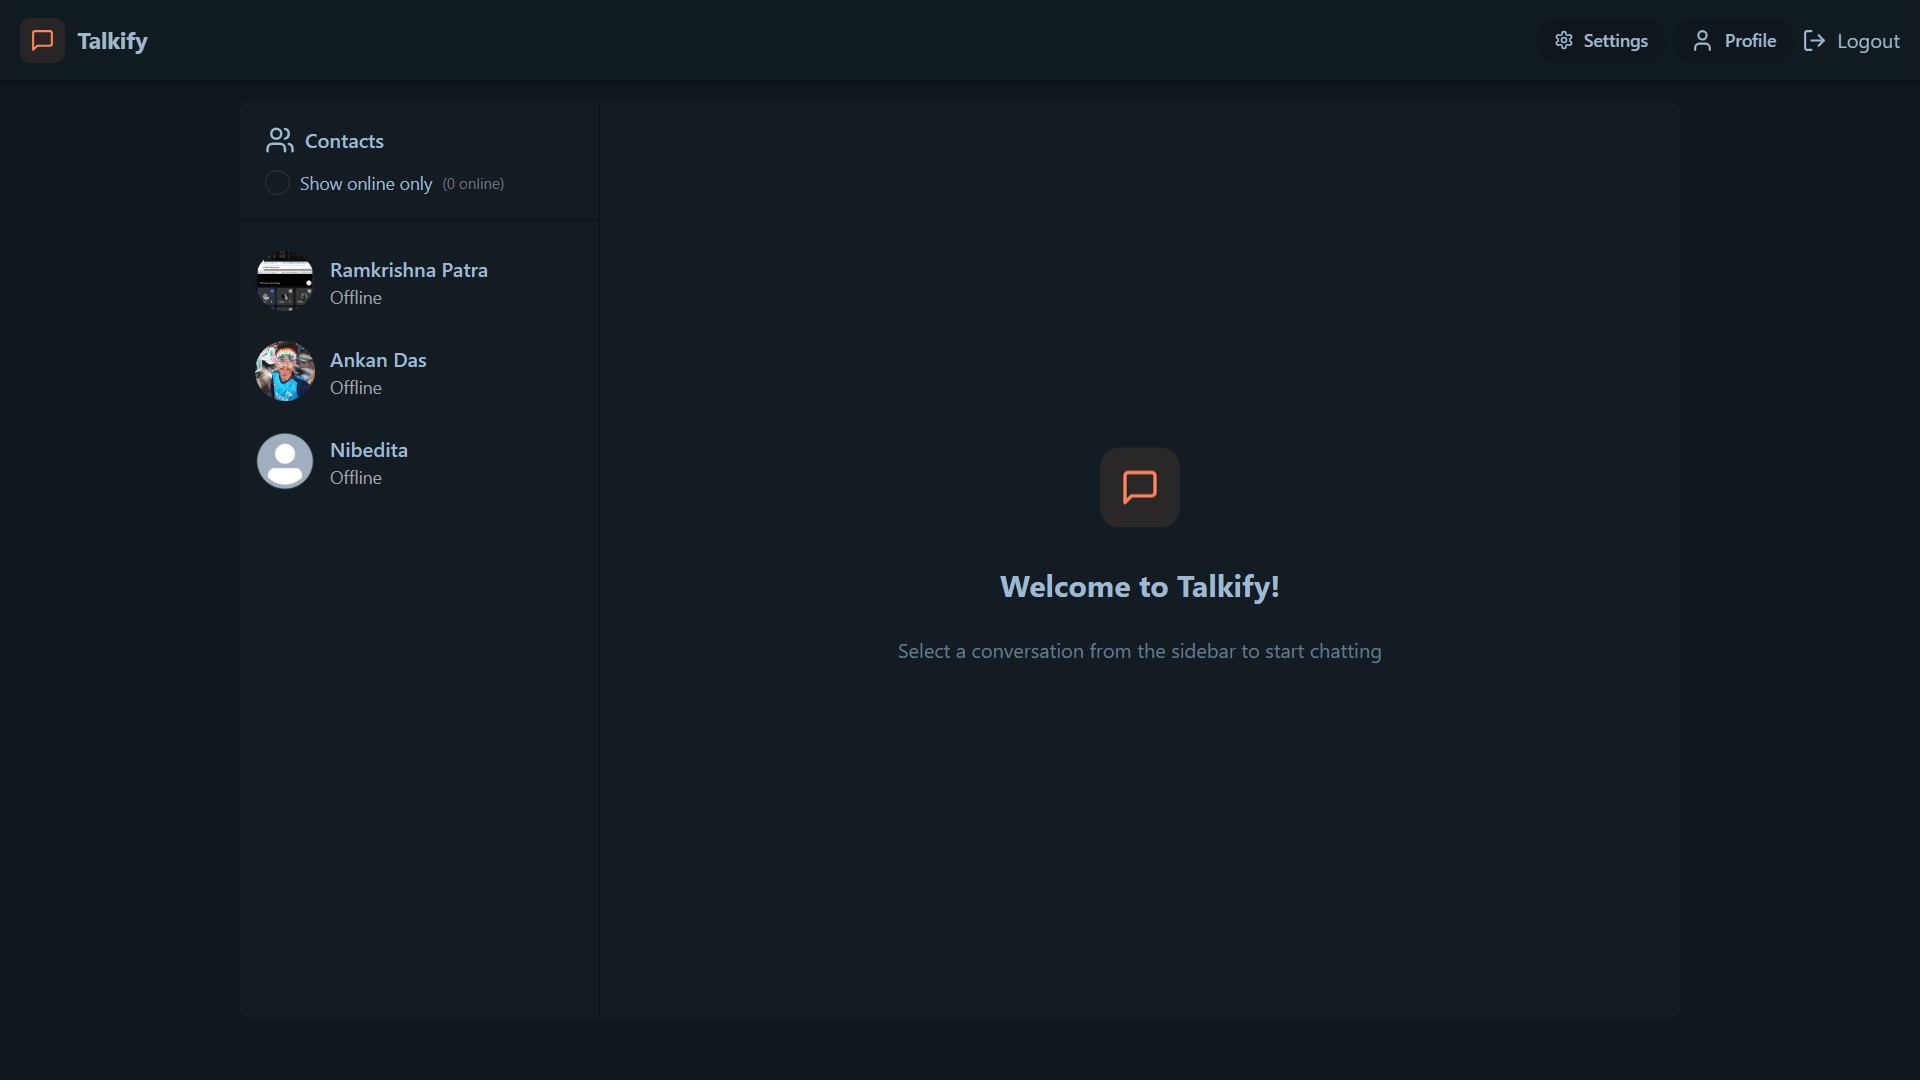 Talkify
Settings
Profile
Logout
Contacts
Show online only (0 online)
Ramkrishna Patra
Offline
Ankan Das
Offline
Nibedita
Offline
Welcome to Talkify!
Select a conversation from the sidebar to start chatting